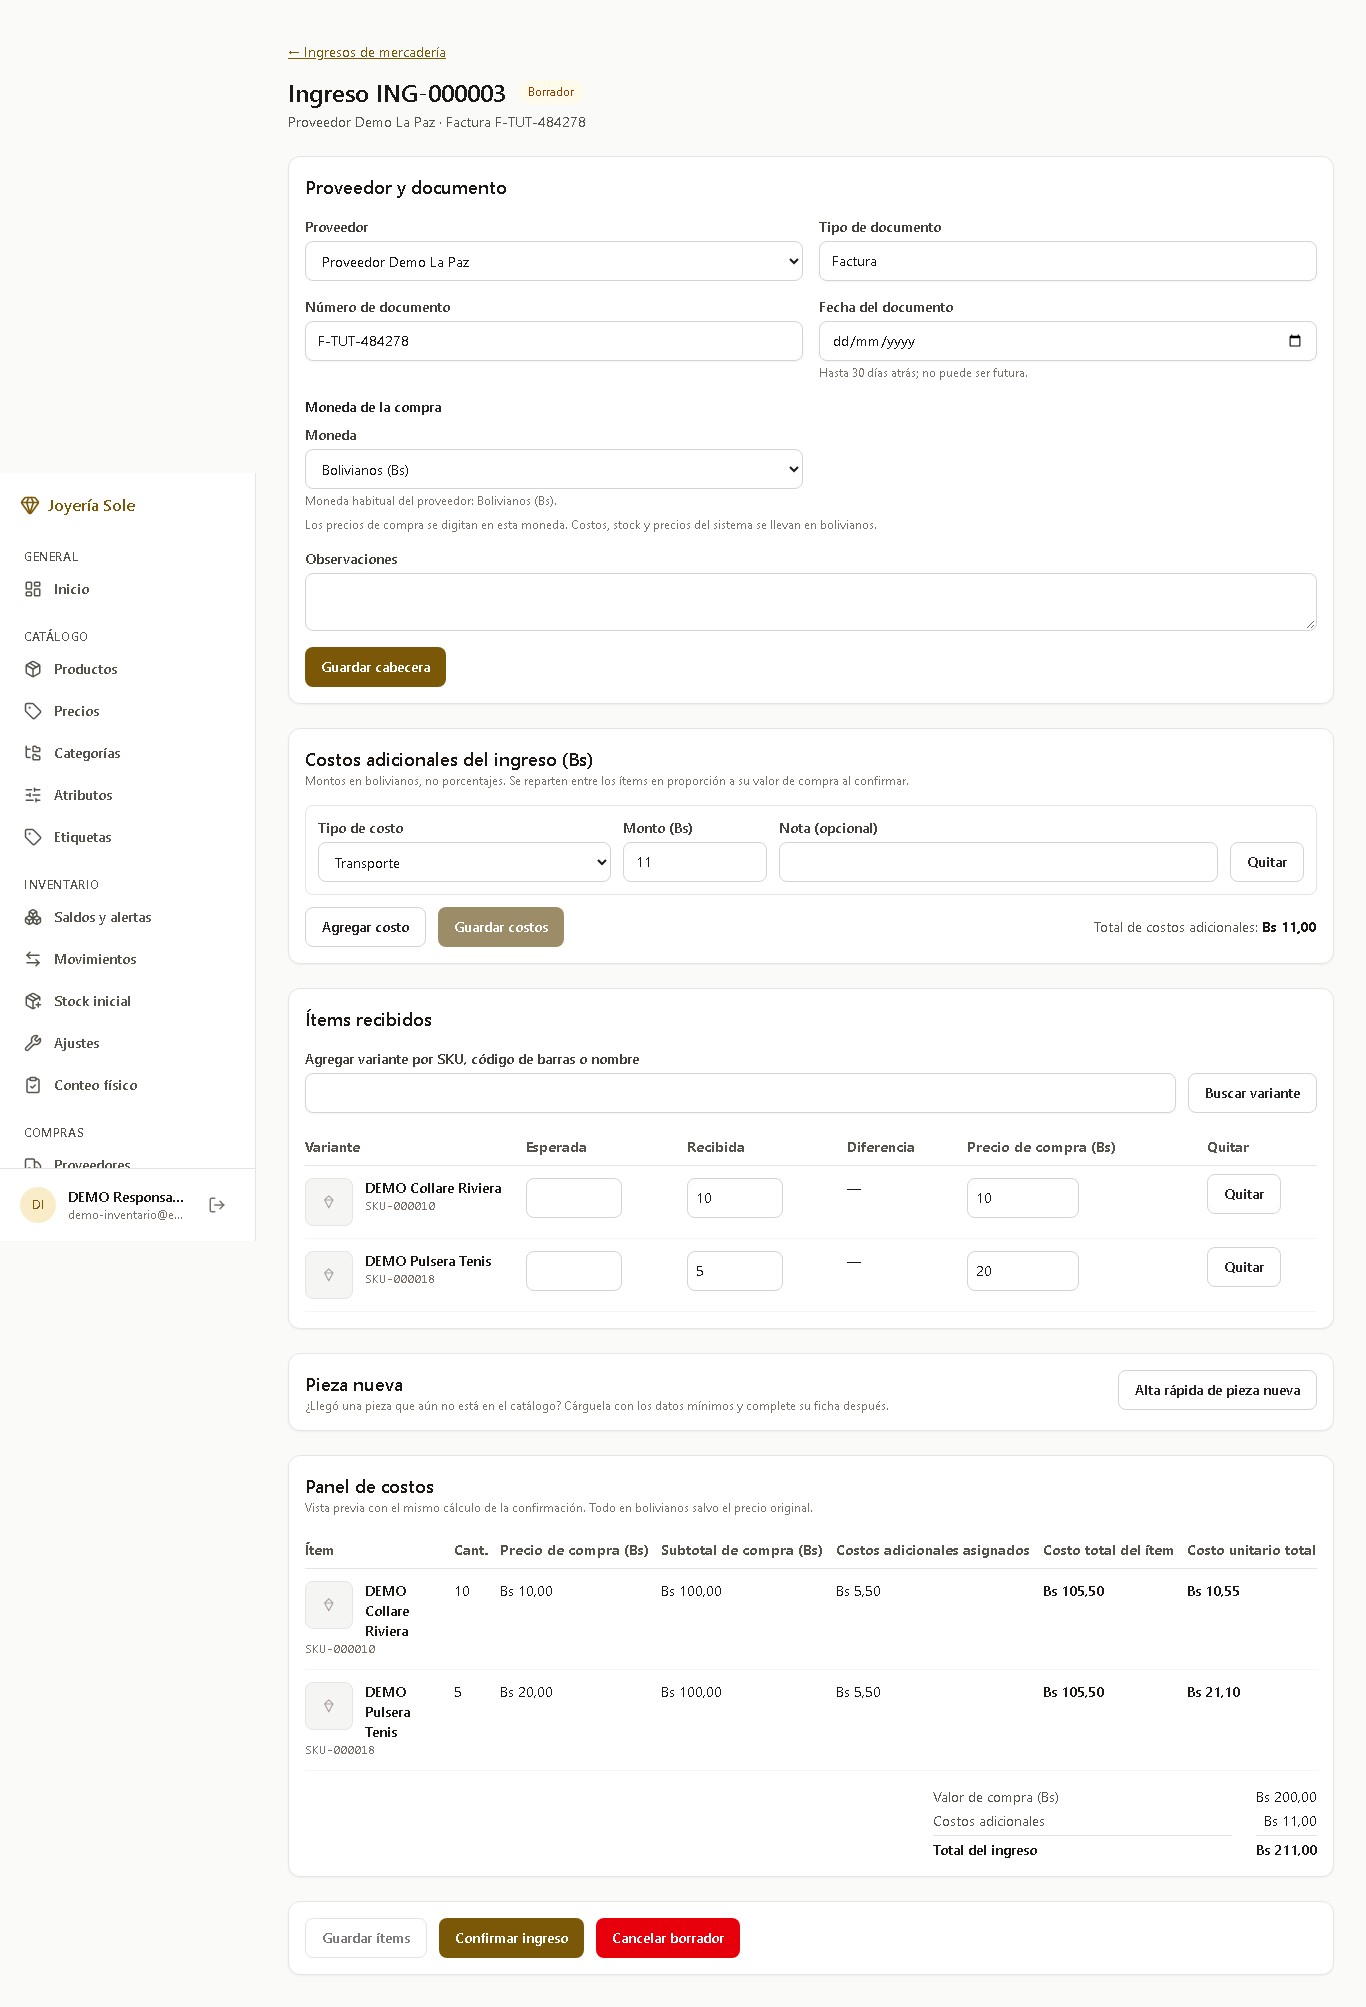 ← Ingresos de mercadería
Ingreso ING-000003 Borrador
Proveedor Demo La Paz · Factura F-TUT-484278
Proveedor y documento
Proveedor Tipo de documento
Proveedor Demo La Paz Factura
Número de documento Fecha del documento
F-TUT-484278 dd/mm/yyyy
Hasta 30 días atrás; no puede ser futura.
Moneda de la compra
Moneda
Bolivianos (Bs)
Moneda habitual del proveedor: Bolivianos (Bs).
Los precios de compra se digitan en esta moneda. Costos, stock y precios del sistema se llevan en bolivianos.
Observaciones
Guardar cabecera
Joyería Sole
GENERAL
Inicio
CATÁLOGO
Productos
Precios
Categorías
Atributos
Etiquetas
INVENTARIO
Saldos y alertas
Movimientos
Stock inicial
Ajustes
Conteo físico
COMPRAS
Proveedores
DI
DEMO Responsa...
demo-inventario@e...
Costos adicionales del ingreso (Bs)
Montos en bolivianos, no porcentajes. Se reparten entre los ítems en proporción a su valor de compra al confirmar.
Tipo de costo Monto (Bs) Nota (opcional)
Transporte 11 Quitar
Agregar costo Guardar costos Total de costos adicionales: Bs 11,00
Ítems recibidos
Agregar variante por SKU, código de barras o nombre
Buscar variante
Variante Esperada Recibida Diferencia Precio de compra (Bs) Quitar
DEMO Collare Riviera 10 — 10 Quitar
SKU-000010
DEMO Pulsera Tenis 5 — 20 Quitar
SKU-000018
Pieza nueva
¿Llegó una pieza que aún no está en el catálogo? Cárguela con los datos mínimos y complete su ficha después.
Alta rápida de pieza nueva
Panel de costos
Vista previa con el mismo cálculo de la confirmación. Todo en bolivianos salvo el precio original.
Ítem Cant. Precio de compra (Bs) Subtotal de compra (Bs) Costos adicionales asignados Costo total del ítem Costo unitario total
DEMO 10 Bs 10,00 Bs 100,00 Bs 5,50 Bs 105,50 Bs 10,55
Collare
Riviera
SKU-000010
DEMO 5 Bs 20,00 Bs 100,00 Bs 5,50 Bs 105,50 Bs 21,10
Pulsera
Tenis
SKU-000018
Valor de compra (Bs) Bs 200,00
Costos adicionales Bs 11,00
Total del ingreso Bs 211,00
Guardar ítems Confirmar ingreso Cancelar borrador